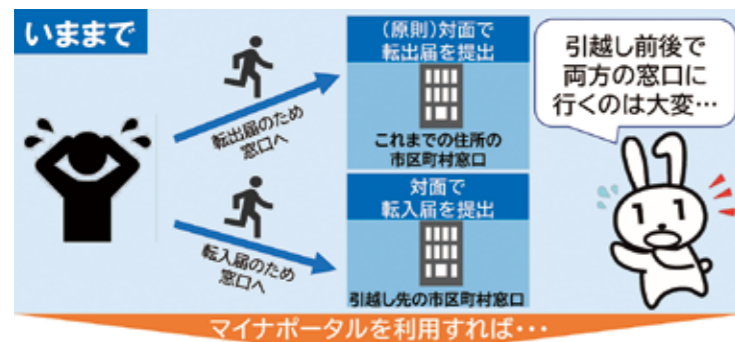 いままで
転出届のため
窓口へ
(原則)対面で
転出届を提出
これまでの住所の
市区町村窓口
引越し前後で
両方の窓口に
行くのは大変…
転入届のため
窓口へ
対面で
転入届を提出
引越し先の市区町村窓口
マイナポータルを利用すれば・・・